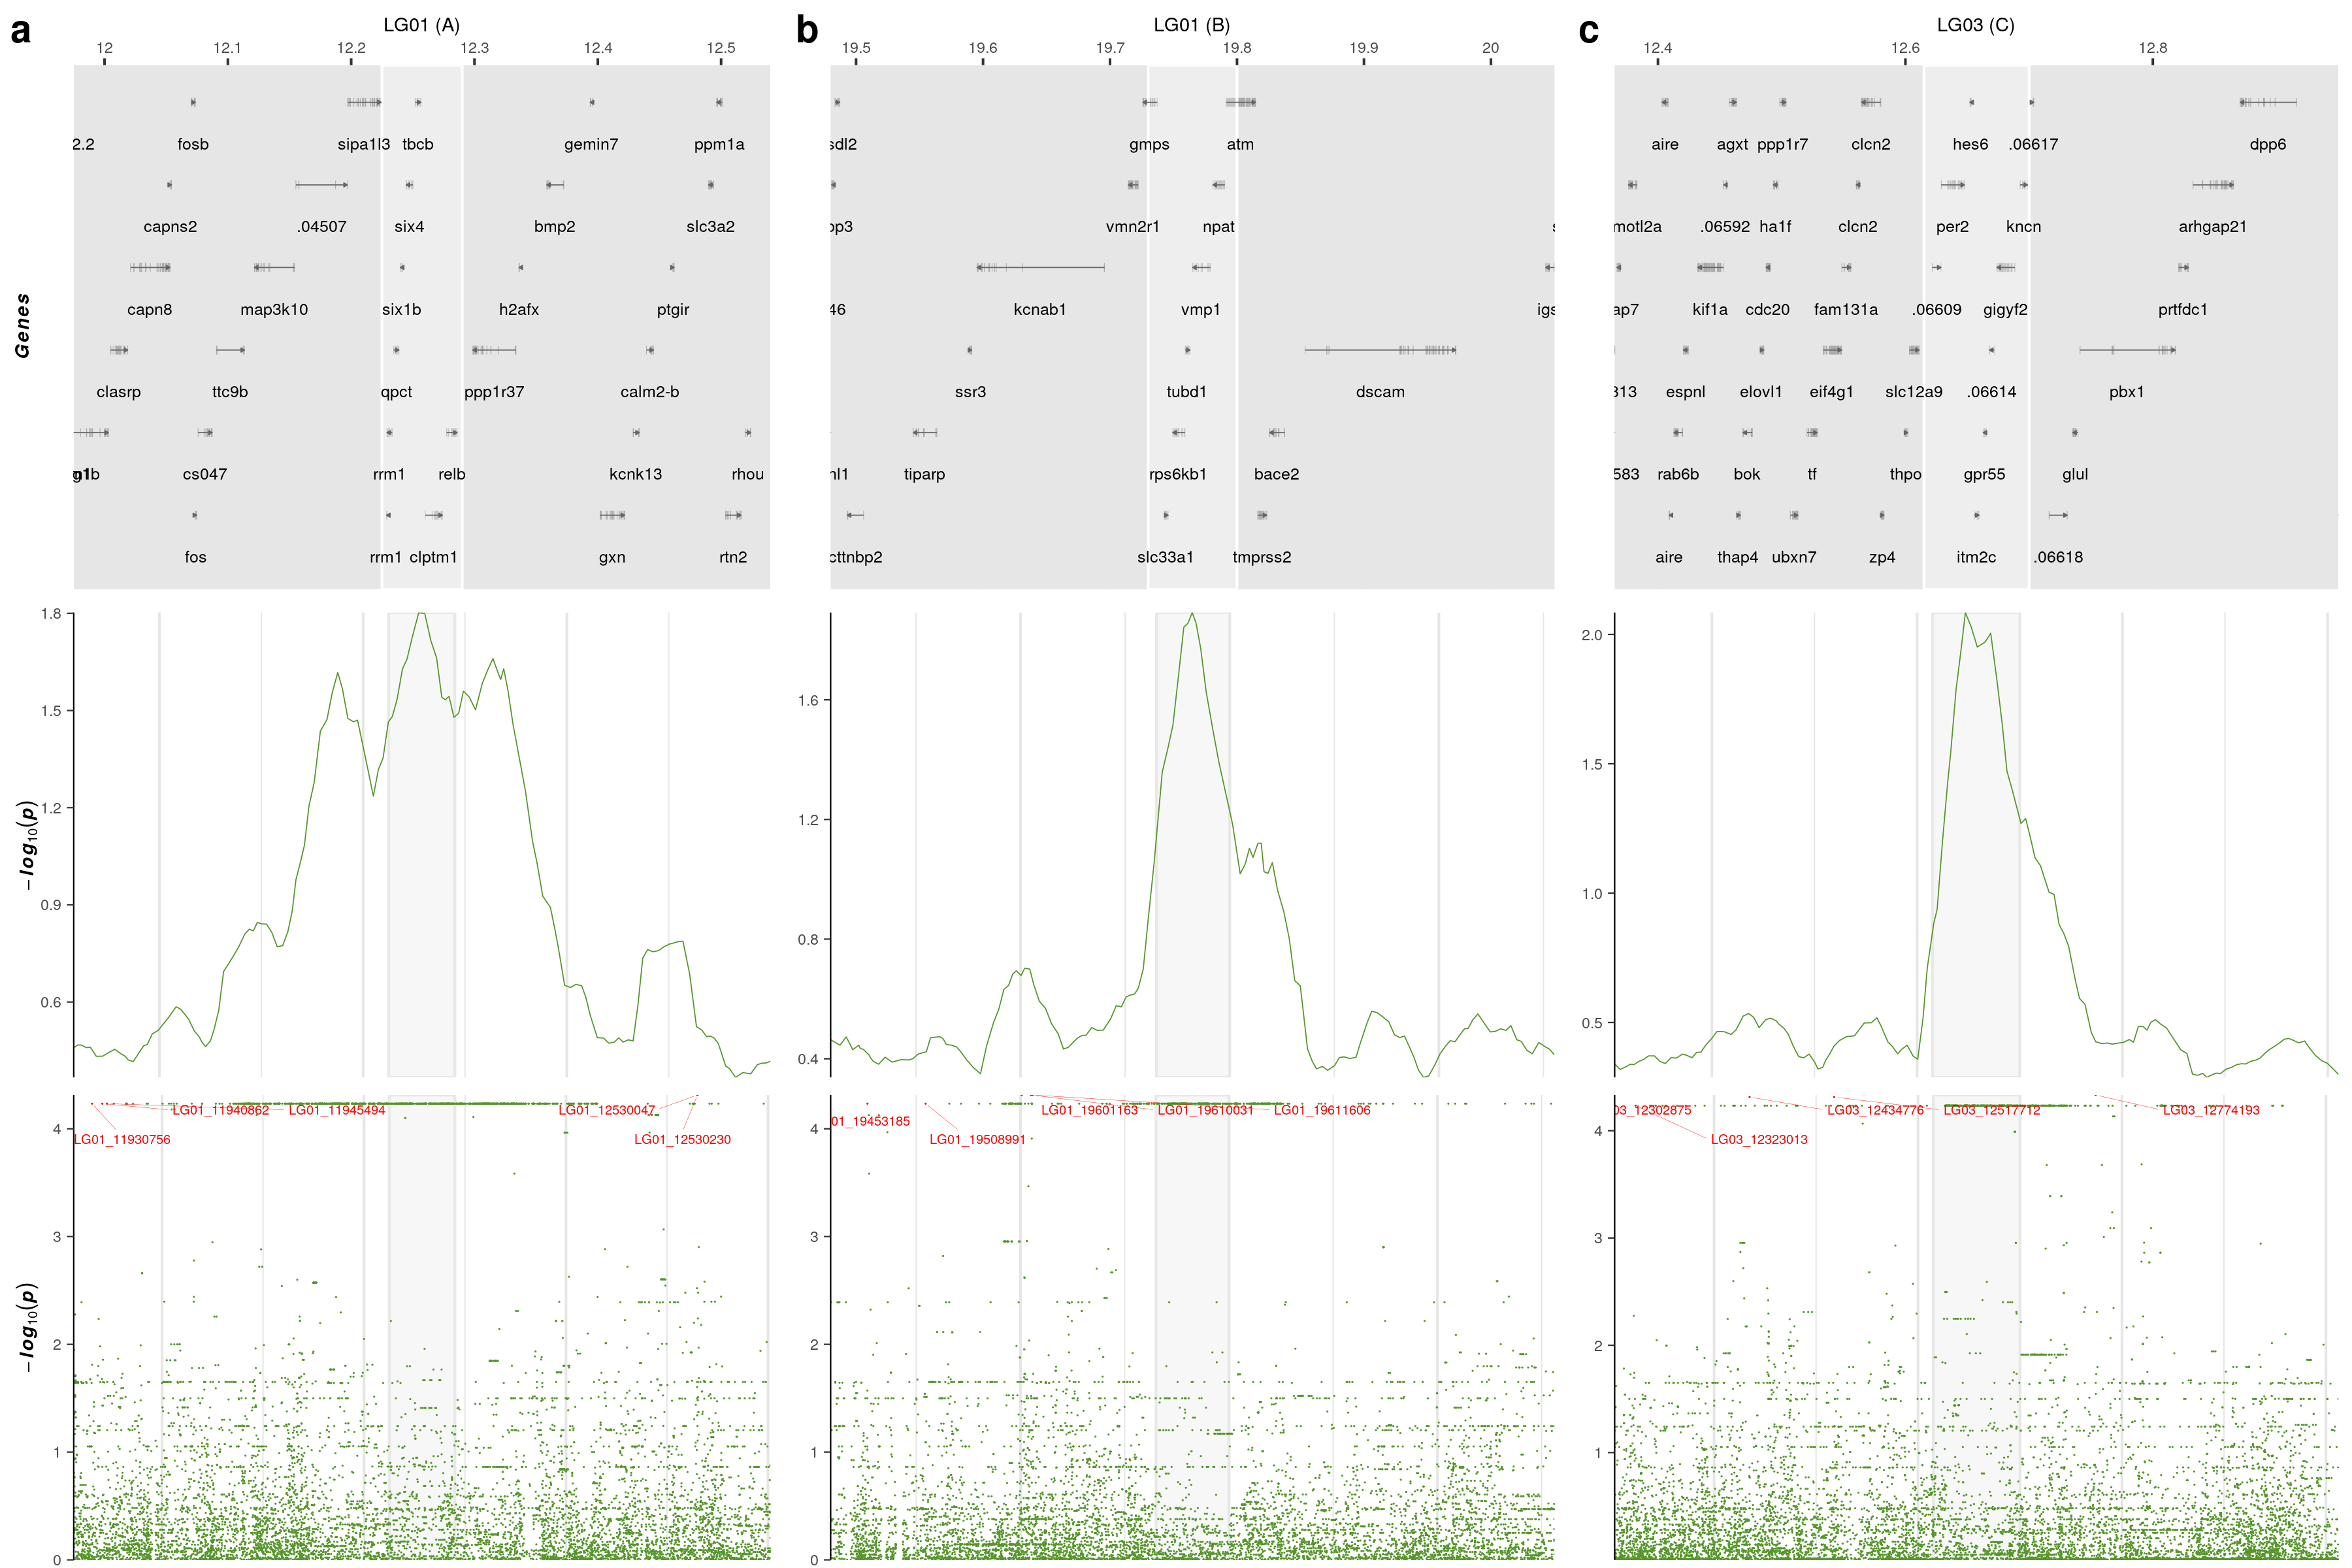 a
LG01 (A)
12 12.1 12.2 12.3 12.4 12.5
Genes
2.2 fosb sipa1l3 tbcb gemin7 ppm1a
capns2 .04507 six4 bmp2 slc3a2
capn8 map3k10 six1b h2afx ptgir
clasrp ttc9b qpct ppp1r37 calm2-b
cs047 rrm1 relb kcnk13 rhou
fos rrm1 clptm1 gxn rtn2
−log10(p)
1.8
1.5
1.2
0.9
0.6
−log10(p)
4
3
2
1
0
LG01_11940862 LG01_11945494 LG01_12530047
LG01_11930756 LG01_12530230
b
LG01 (B)
19.5 19.6 19.7 19.8 19.9 20
sdl2 gmps atm
pp3 vmn2r1 npat s
46 kcnab1 vmp1 igs
ssr3 tubd1 dscam
nl1 tiparp rps6kb1 bace2
cttnbp2 slc33a1 tmprss2
1.6
1.2
0.8
0.4
4
3
2
1
0
LG01_19601163 LG01_19610031 LG01_19611606
01_19453185
LG01_19508991
c
LG03 (C)
12.4 12.6 12.8
aire agxt ppp1r7 clcn2 hes6 .06617 dpp6
motl2a .06592 ha1f clcn2 per2 kncn arhgap21
ap7 kif1a cdc20 fam131a .06609 gigyf2 prtfdc1
313 espnl elovl1 eif4g1 slc12a9 .06614 pbx1
583 rab6b bok tf thpo gpr55 glul
aire thap4 ubxn7 zp4 itm2c .06618
2.0
1.5
1.0
0.5
4
3
2
1
03_12302875 LG03_12434776 LG03_12517712 LG03_12774193
LG03_12323013